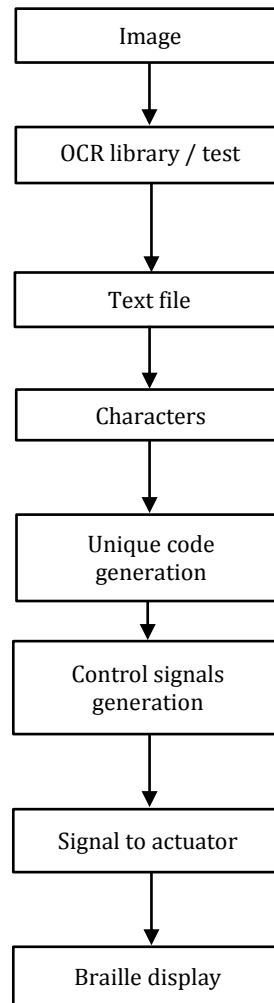 Image
OCR library / test
Text file
Characters
Unique code
generation
Control signals
generation
Signal to actuator
Braille display